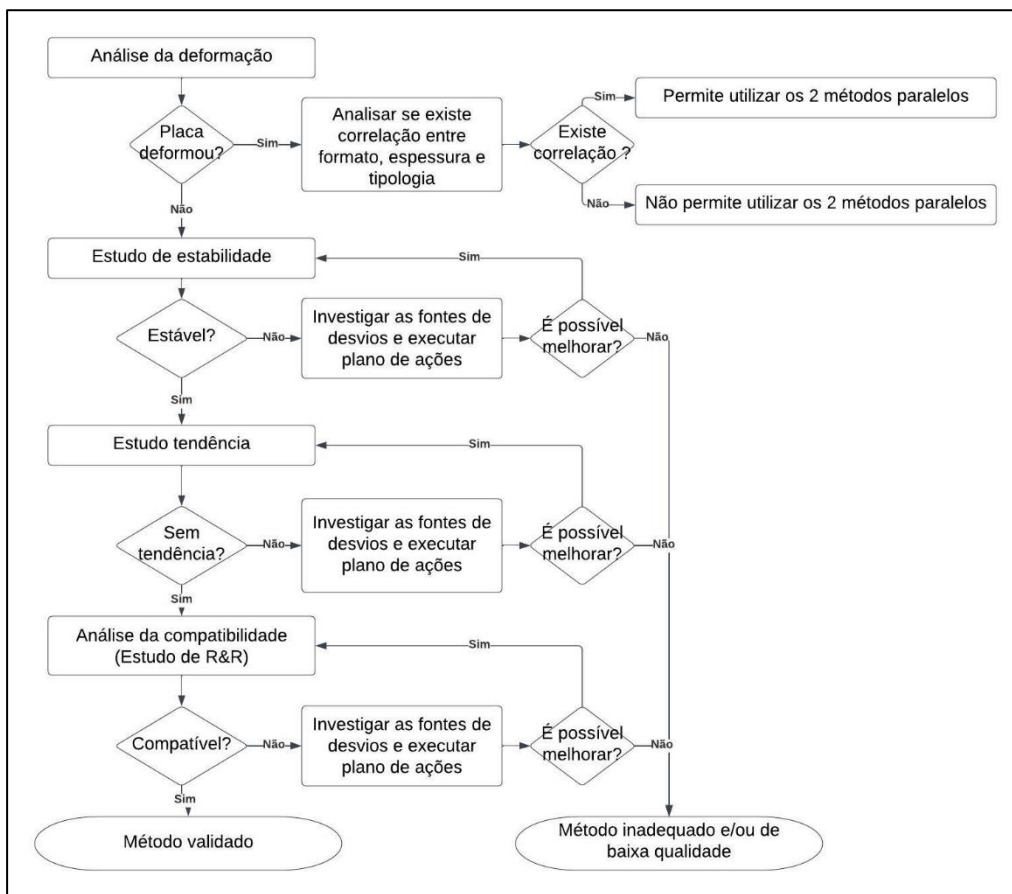 Análise da deformação
Placa
deformou?
Sim
Analisar se existe
correlação entre
formato, espessura e
tipologia
Existe
correlação ?
Sim
Permite utilizar os 2 métodos paralelos
Não
Não permite utilizar os 2 métodos paralelos
Não
Estudo de estabilidade
Sim
Estável?
Não
Investigar as fontes de
desvios e executar
plano de ações
É possível
melhorar?
Não
Sim
Estudo tendência
Sim
Sem
tendência?
Não
Investigar as fontes de
desvios e executar
plano de ações
É possível
melhorar?
Não
Sim
Análise da compatibilidade
(Estudo de R&R)
Sim
Compatível?
Não
Investigar as fontes de
desvios e executar
plano de ações
É possível
melhorar?
Não
Sim
Método validado
Método inadequado e/ou de
baixa qualidade